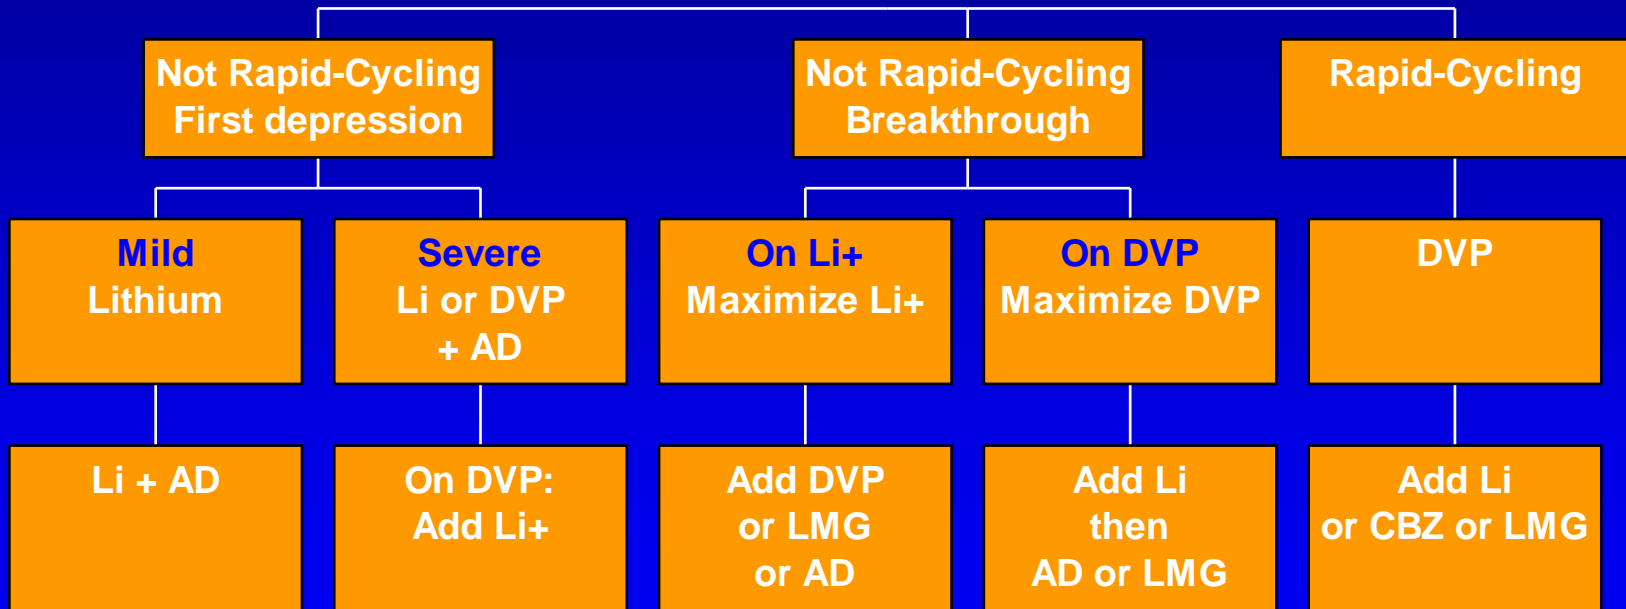 Not Rapid-Cycling
First depression
Not Rapid-Cycling
Breakthrough
Rapid-Cycling
Mild
Lithium
Severe
Li or DVP
+ AD
On Li+
Maximize Li+
On DVP
Maximize DVP
DVP
Li + AD
On DVP:
Add Li+
Add DVP
or LMG
or AD
Add Li
then
AD or LMG
Add Li
or CBZ or LMG